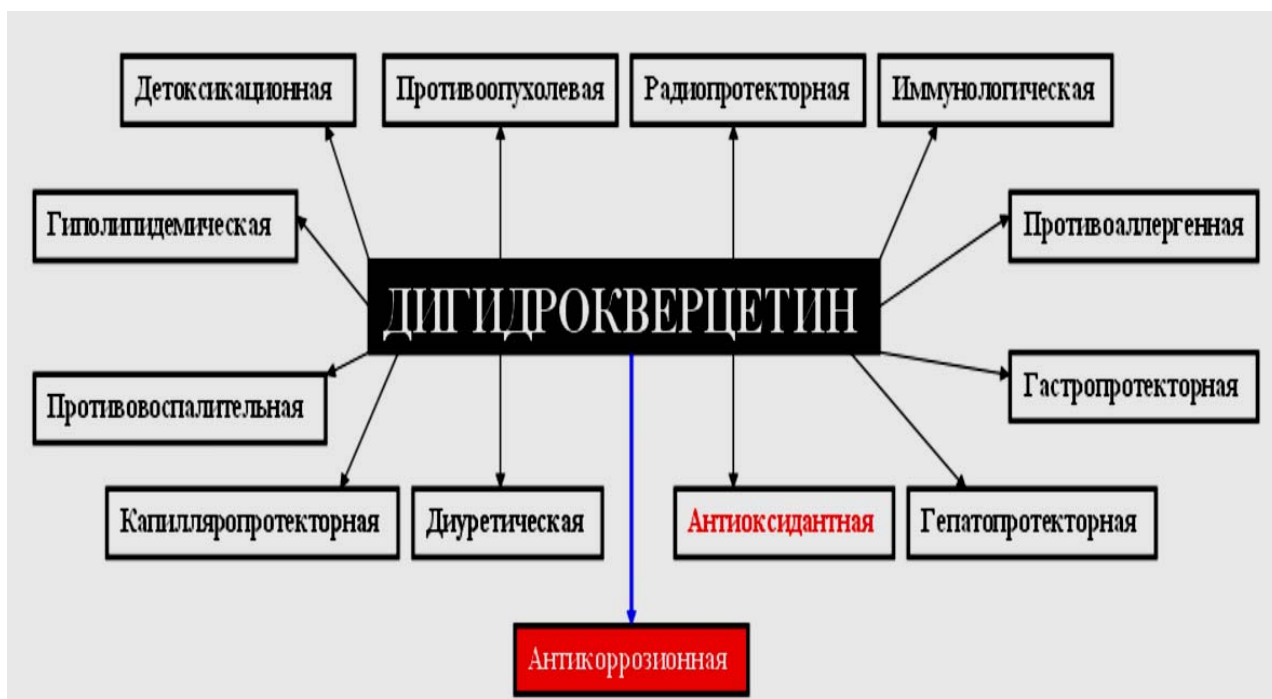 Детоксикационная
Противоопухолевая
Радиопротекторная
Иммунологическая
Гиполипидемическая
Противоаллергенная
ДИГИДРОКВЕРЦЕТИН
Противовоспалительная
Гастропротекторная
Капилляропротекторная
Диуретическая
Антиоксидантная
Гепатопротекторная
Антикоррозионная